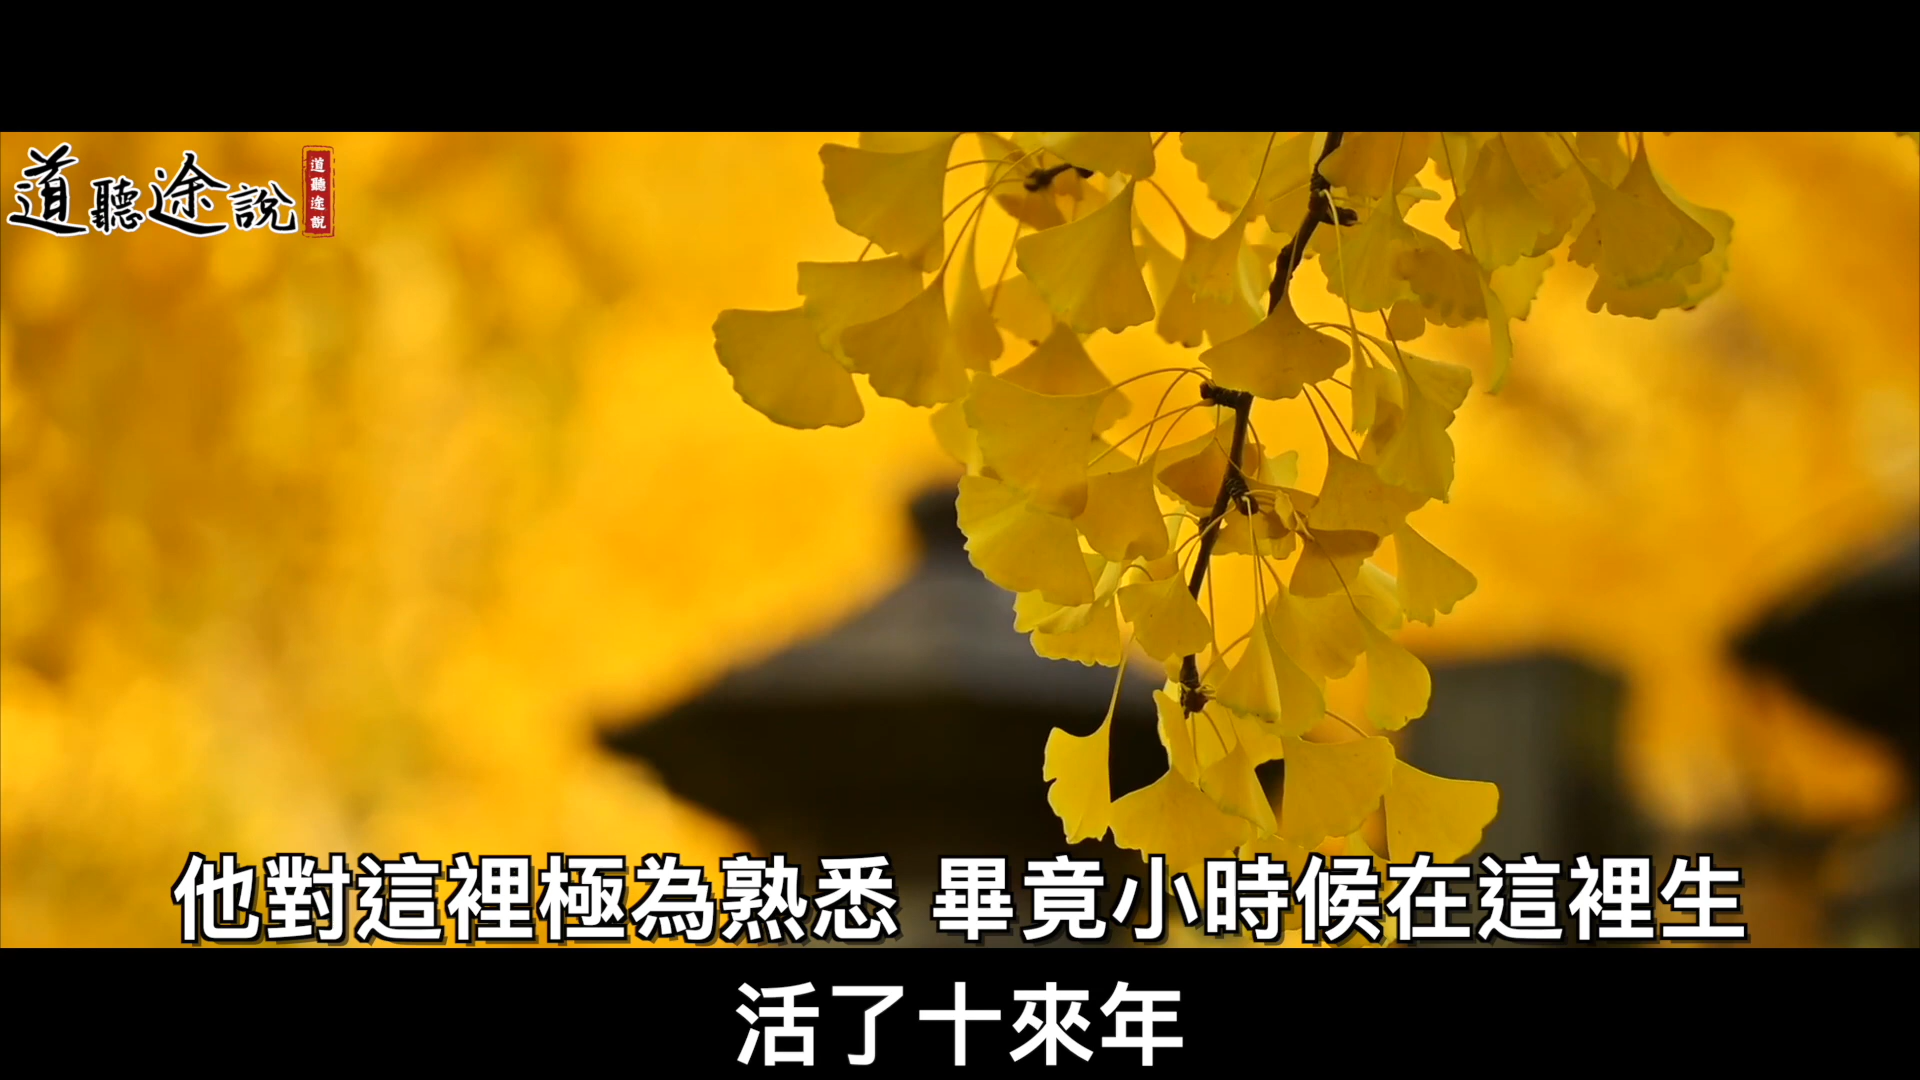 道聽途說
道聽途說
他對這裡極為熟悉 畢竟小時候在這裡生
活了十來年